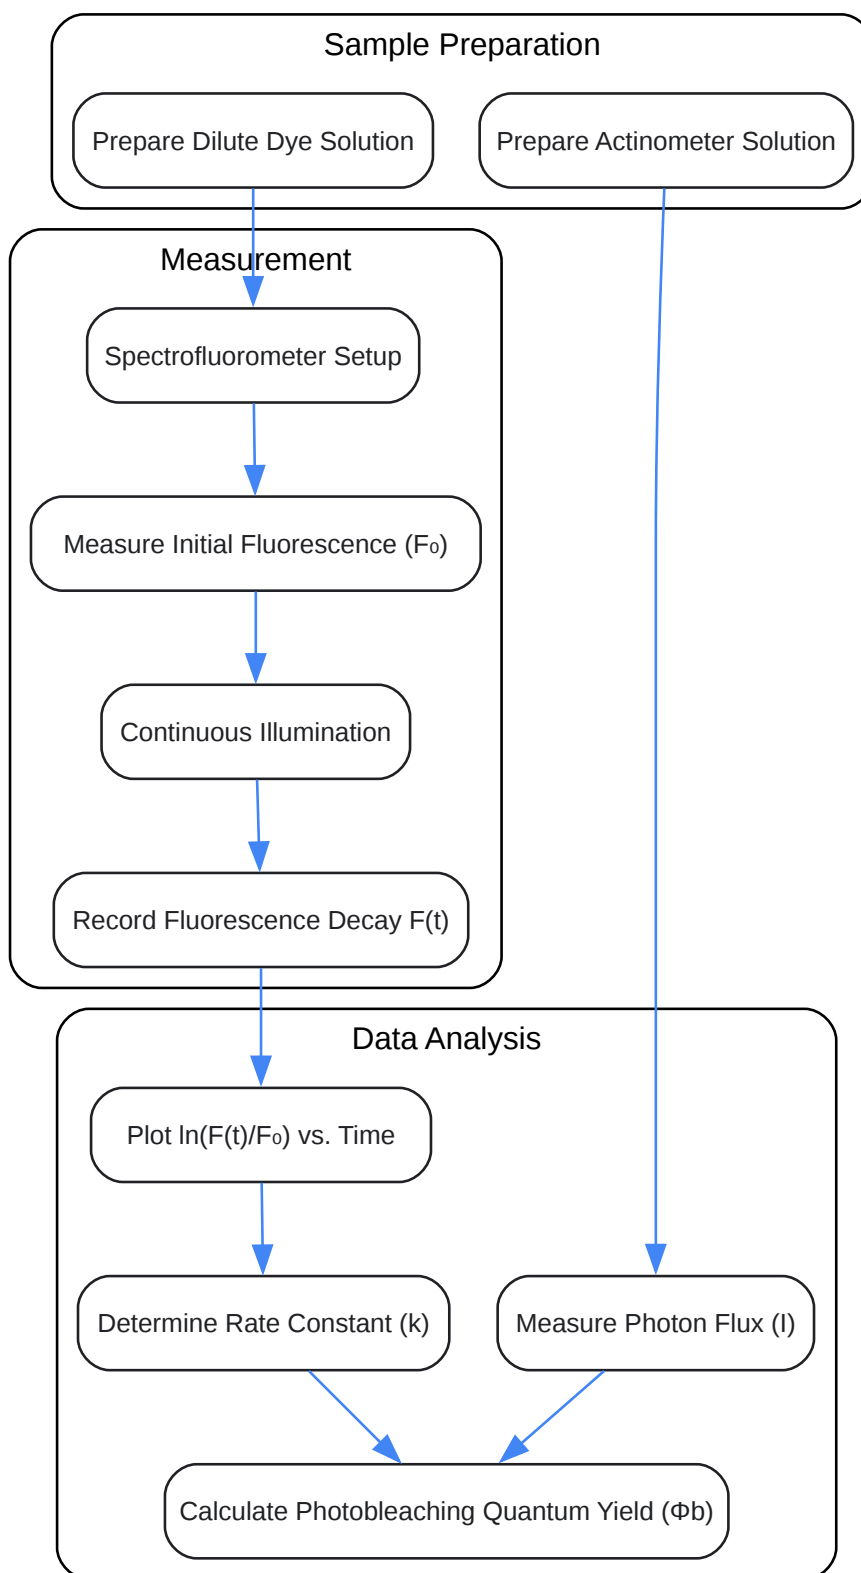 Sample Preparation
Prepare Dilute Dye Solution
Prepare Actinometer Solution
Measurement
Spectrofluorometer Setup
Measure Initial Fluorescence (F₀)
Continuous Illumination
Record Fluorescence Decay F(t)
Data Analysis
Plot ln(F(t)/F₀) vs. Time
Determine Rate Constant (k)
Measure Photon Flux (I)
Calculate Photobleaching Quantum Yield (Φb)